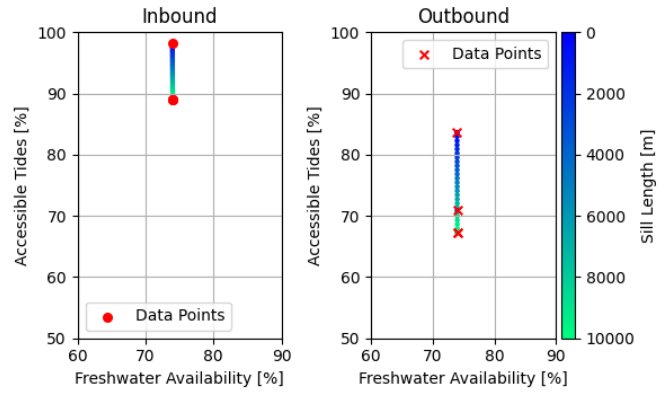 Inbound
100
90
80
70
60
50
60
70
80
90
Accessible Tides [%]
Freshwater Availability [%]
Data Points
Outbound
100
90
80
70
60
50
60
70
80
90
Accessible Tides [%]
Freshwater Availability [%]
Data Points
0
2000
4000
6000
8000
10000
Sill Length [m]